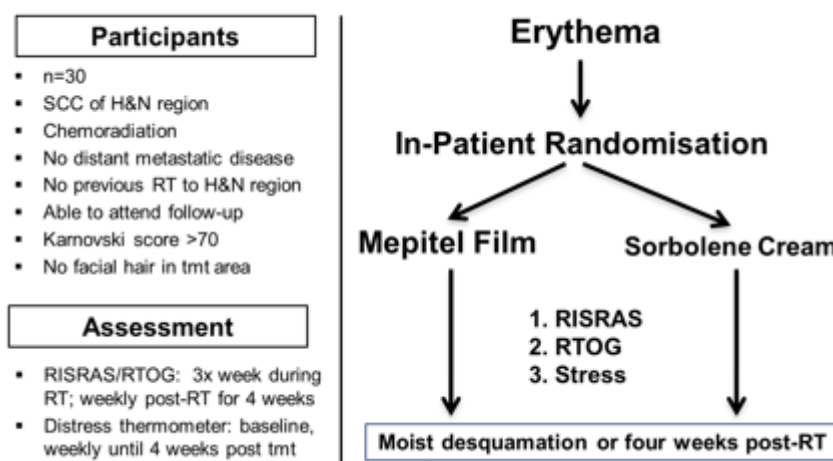 Participants
n=30
SCC of H&N region
Chemoradiation
No distant metastatic disease
No previous RT to H&N region
Able to attend follow-up
Karnovski score >70
No facial hair in tmt area
Assessment
RISRAS/RTOG: 3x week during
RT; weekly post-RT for 4 weeks
Distress thermometer: baseline,
weekly until 4 weeks post tmt
Erythema
In-Patient Randomisation
Mepitel Film
Sorbolene Cream
1. RISRAS
2. RTOG
3. Stress
Moist desquamation or four weeks post-RT